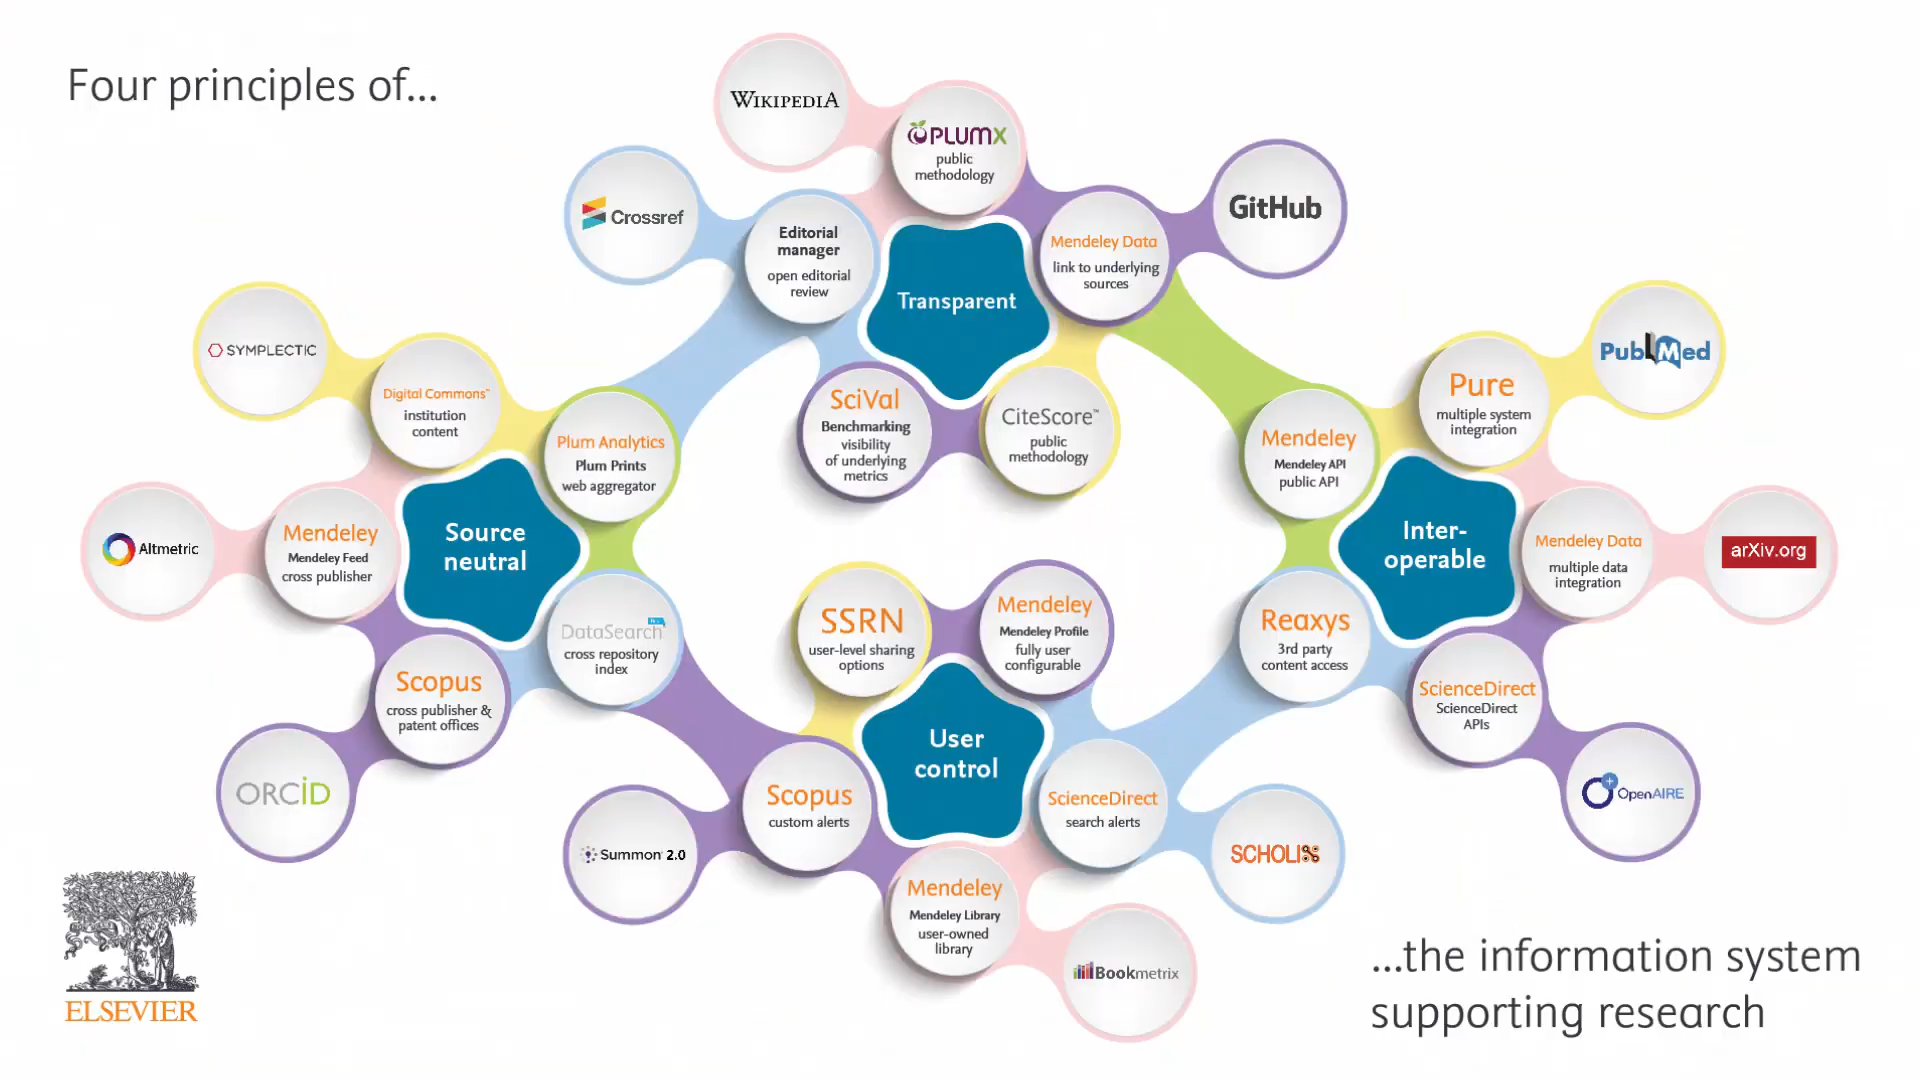 Four principles of...
WIKIPEDIA
PLUMX
public
methodology
Crossref
Editorial
manager
open editorial
review
Mendeley Data
link to underlying
sources
GitHub
Transparent
SciVal
Benchmarking
visibility
of underlying
metrics
CiteScore™
public
methodology
SYMPLECTIC
Digital Commons™
institution
content
Plum Analytics
Plum Prints
web aggregator
Altmetric
Mendeley
Mendeley Feed
cross publisher
Source
neutral
DataSearch
cross repository
index
Scopus
cross publisher &
patent offices
ORCID
Mendeley
Mendeley API
public API
Pure
multiple system
integration
PubMed
Inter-
operable
Mendeley Data
multiple data
integration
arXiv.org
Reaxys
3rd party
content access
ScienceDirect
ScienceDirect
APIs
OpenAIRE
SSRN
user-level sharing
options
Mendeley
Mendeley Profile
fully user
configurable
User
control
Scopus
custom alerts
ScienceDirect
search alerts
Summon 2.0
SCHOLIX
Mendeley
Mendeley Library
user-owned
library
Bookmetrix
ELSEVIER
...the information system
supporting research